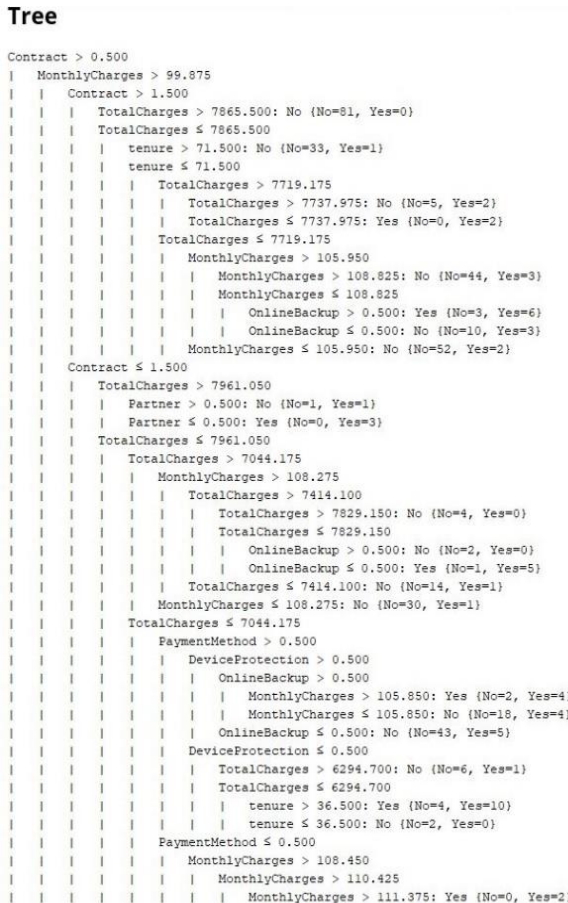 Tree
Contract > 0.500
| MonthlyCharges > 99.875
| | Contract > 1.500
| | | TotalCharges > 7865.500: No {No=81, Yes=0}
| | | TotalCharges ≤ 7865.500
| | | | tenure > 71.500: No {No=33, Yes=1}
| | | | tenure ≤ 71.500
| | | | | TotalCharges > 7719.175
| | | | | | TotalCharges > 7737.975: No {No=5, Yes=2}
| | | | | | TotalCharges ≤ 7737.975: Yes {No=0, Yes=2}
| | | | | TotalCharges ≤ 7719.175
| | | | | | MonthlyCharges > 105.950
| | | | | | | MonthlyCharges > 108.825: No {No=44, Yes=3}
| | | | | | | MonthlyCharges ≤ 108.825
| | | | | | | | OnlineBackup > 0.500: Yes {No=3, Yes=6}
| | | | | | | | OnlineBackup ≤ 0.500: No {No=10, Yes=3}
| | | | | | MonthlyCharges ≤ 105.950: No {No=52, Yes=2}
| | Contract ≤ 1.500
| | | TotalCharges > 7961.050
| | | | Partner > 0.500: No {No=1, Yes=1}
| | | | Partner ≤ 0.500: Yes {No=0, Yes=3}
| | | TotalCharges ≤ 7961.050
| | | | TotalCharges > 7044.175
| | | | | MonthlyCharges > 108.275
| | | | | | TotalCharges > 7414.100
| | | | | | | TotalCharges > 7829.150: No {No=4, Yes=0}
| | | | | | | TotalCharges ≤ 7829.150
| | | | | | | | OnlineBackup > 0.500: No {No=2, Yes=0}
| | | | | | | | OnlineBackup ≤ 0.500: Yes {No=1, Yes=5}
| | | | | | TotalCharges ≤ 7414.100: No {No=14, Yes=1}
| | | | | MonthlyCharges ≤ 108.275: No {No=30, Yes=1}
| | | | TotalCharges ≤ 7044.175
| | | | | PaymentMethod > 0.500
| | | | | | DeviceProtection > 0.500
| | | | | | | OnlineBackup > 0.500
| | | | | | | | MonthlyCharges > 105.850: Yes {No=2, Yes=4}
| | | | | | | | MonthlyCharges ≤ 105.850: No {No=18, Yes=4}
| | | | | | | OnlineBackup ≤ 0.500: No {No=43, Yes=5}
| | | | | | DeviceProtection ≤ 0.500
| | | | | | | TotalCharges > 6294.700: No {No=6, Yes=1}
| | | | | | | TotalCharges ≤ 6294.700
| | | | | | | | tenure > 36.500: Yes {No=4, Yes=10}
| | | | | | | | tenure ≤ 36.500: No {No=2, Yes=0}
| | | | | PaymentMethod ≤ 0.500
| | | | | | MonthlyCharges > 108.450
| | | | | | | MonthlyCharges > 110.425
| | | | | | | | MonthlyCharges > 111.375: Yes {No=0, Yes=2}